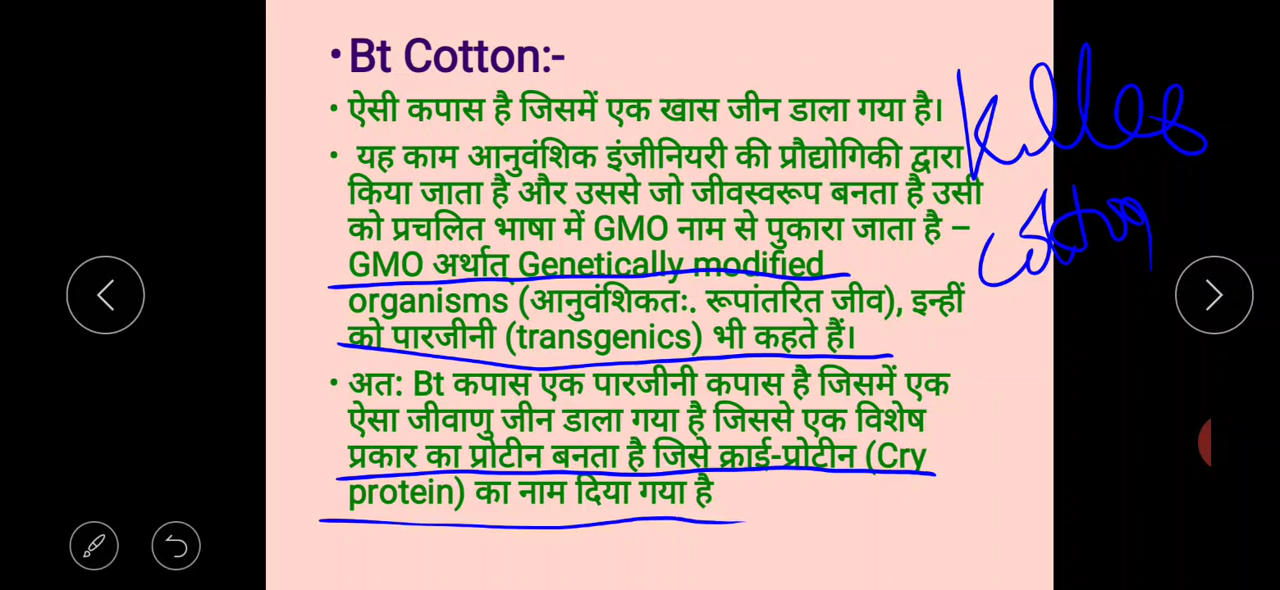 •Bt Cotton:-
• ऐसी कपास है जिसमें एक खास जीन डाला गया है।
• यह काम आनुवंशिक इंजीनियरी की प्रौद्योगिकी द्वारा
किया जाता है और उससे जो जीवस्वरूप बनता है उसी
को प्रचलित भाषा में GMO नाम से पुकारा जाता है –
GMO अर्थात् Genetically modified
organisms (आनुवंशिकतः. रूपांतरित जीव), इन्हीं
को पारजीनी (transgenics) भी कहते हैं।
• अत: Bt कपास एक पारजीनी कपास है जिसमें एक
ऐसा जीवाणु जीन डाला गया है जिससे एक विशेष
प्रकार का प्रोटीन बनता है जिसे क्राई-प्रोटीन (Cry
protein) का नाम दिया गया है